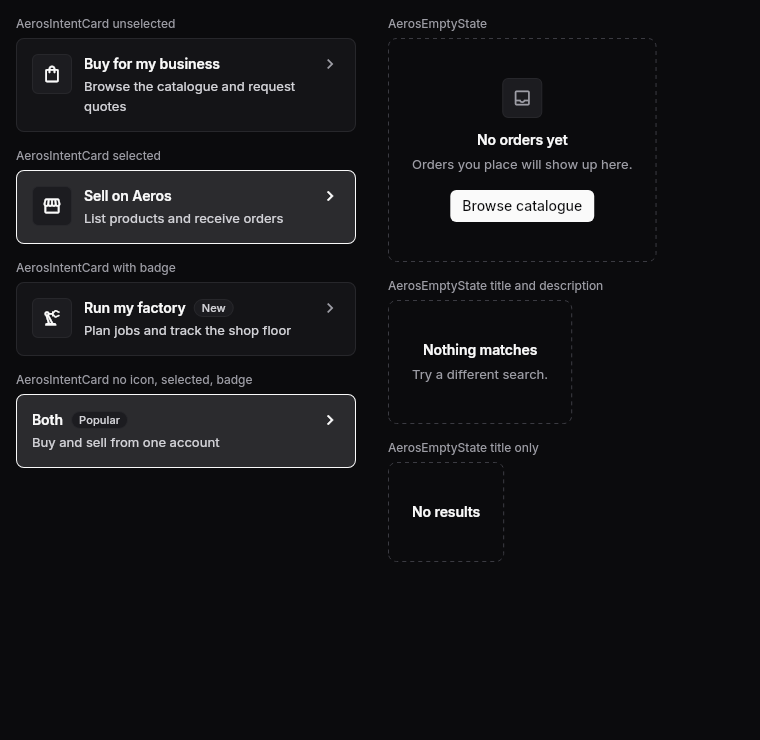 AerosIntentCard unselected
Buy for my business
Browse the catalogue and request
quotes
AerosIntentCard selected
Sell on Aeros
List products and receive orders
AerosIntentCard with badge
Run my factory New
Plan jobs and track the shop floor
AerosIntentCard no icon, selected, badge
Both Popular
Buy and sell from one account
AerosEmptyState
No orders yet
Orders you place will show up here.
Browse catalogue
AerosEmptyState title and description
Nothing matches
Try a different search.
AerosEmptyState title only
No results